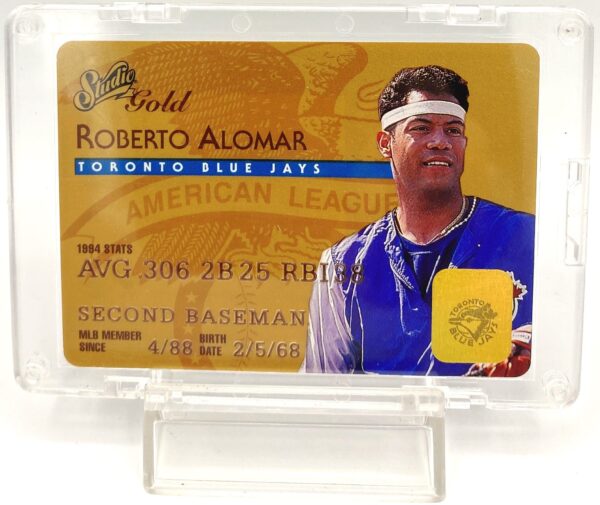 Studio
Gold
ROBERTO ALOMAR
TORONTO BLUE JAYS
AMERICAN LEAGUE
1994 STATS
AVG .306 2B 25 RBI 38
SECOND BASEMAN
MLB MEMBER SINCE 4/88 BIRTH DATE 2/5/68
TORONTO
BLUE JAYS